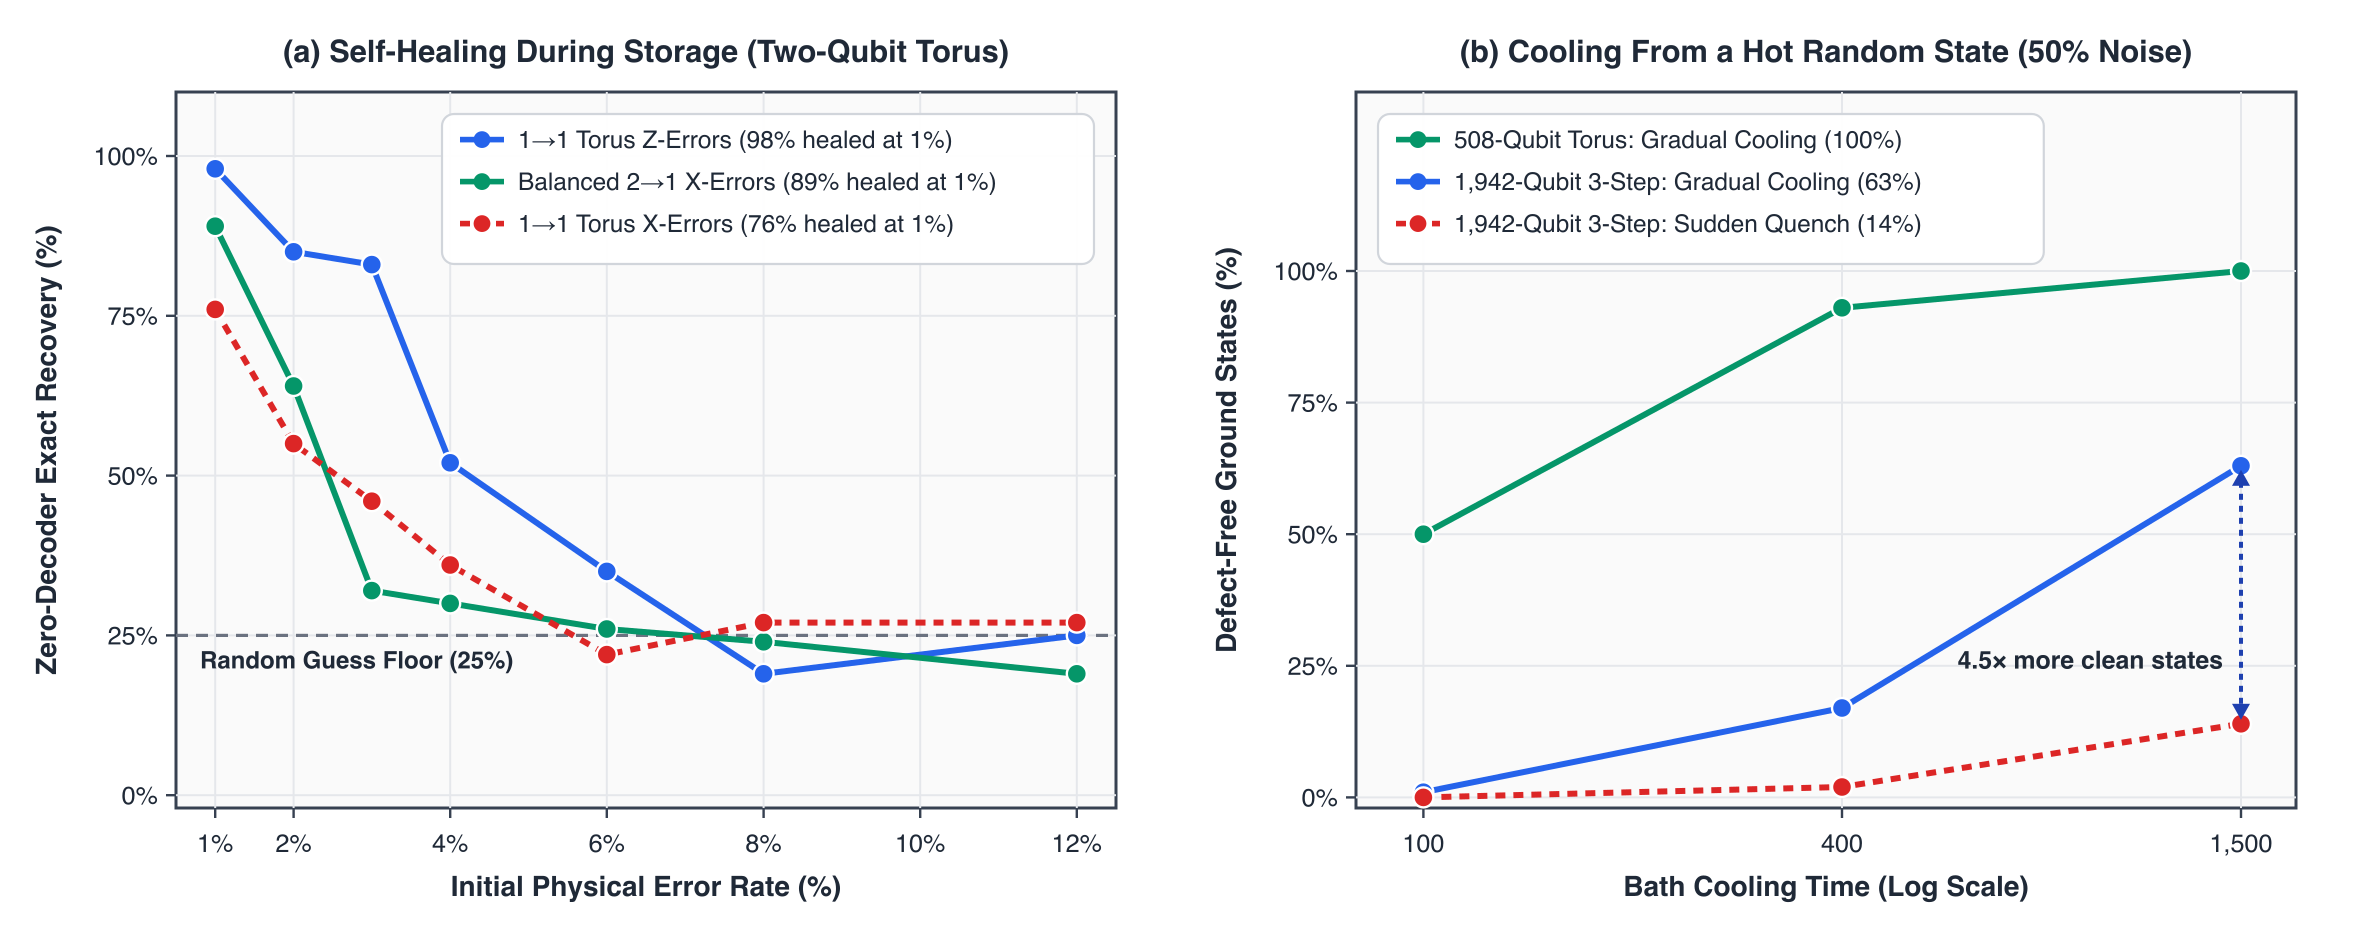 (a) Self-Healing During Storage (Two-Qubit Torus)
Zero-Decoder Exact Recovery (%)
100%
75%
50%
25%
0%
1→1 Torus Z-Errors (98% healed at 1%)
Balanced 2→1 X-Errors (89% healed at 1%)
1→1 Torus X-Errors (76% healed at 1%)
Random Guess Floor (25%)
1% 2% 4% 6% 8% 10% 12%
Initial Physical Error Rate (%)
(b) Cooling From a Hot Random State (50% Noise)
Defect-Free Ground States (%)
508-Qubit Torus: Gradual Cooling (100%)
1,942-Qubit 3-Step: Gradual Cooling (63%)
1,942-Qubit 3-Step: Sudden Quench (14%)
100%
75%
50%
25%
0%
4.5× more clean states
100 400 1,500
Bath Cooling Time (Log Scale)